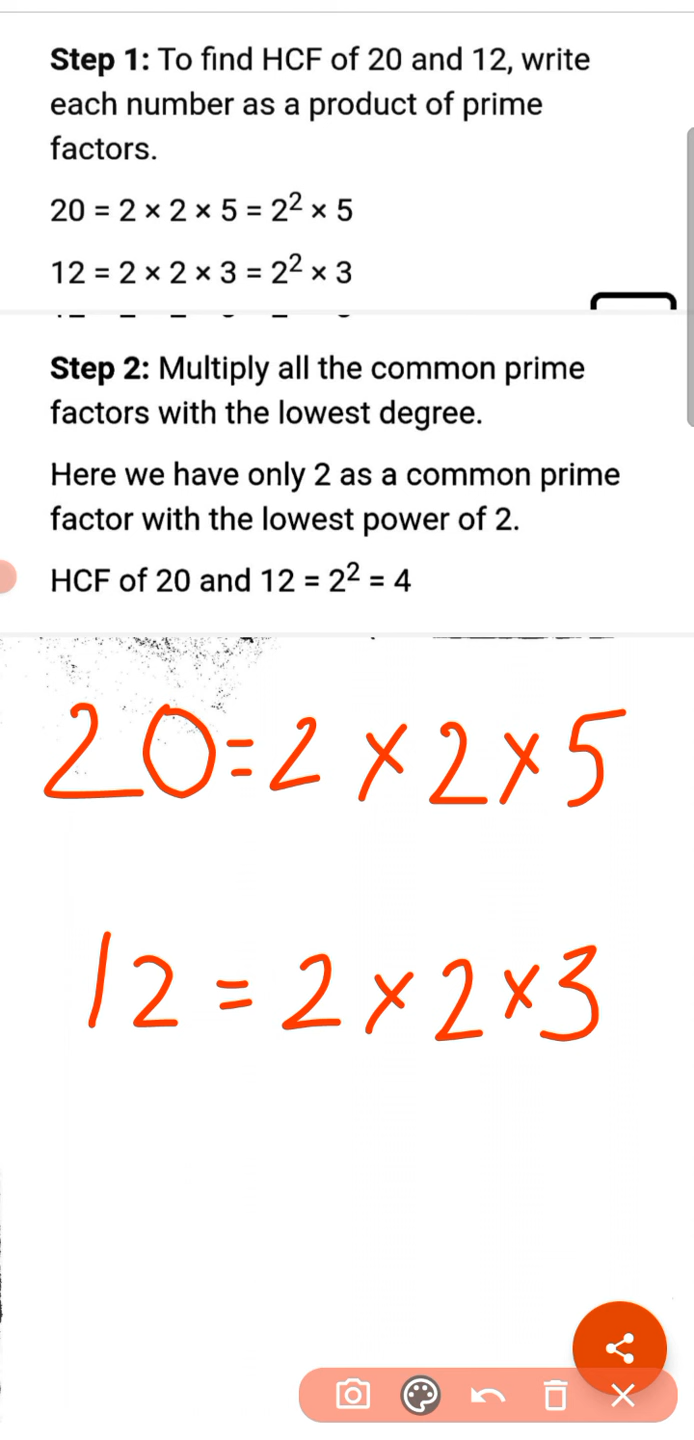 Step 1: To find HCF of 20 and 12, write
each number as a product of prime
factors.
20 = 2 × 2 × 5 = 2² × 5
12 = 2 × 2 × 3 = 2² × 3
Step 2: Multiply all the common prime
factors with the lowest degree.
Here we have only 2 as a common prime
factor with the lowest power of 2.
HCF of 20 and 12 = 2² = 4
20=2×2×5
12=2×2×3